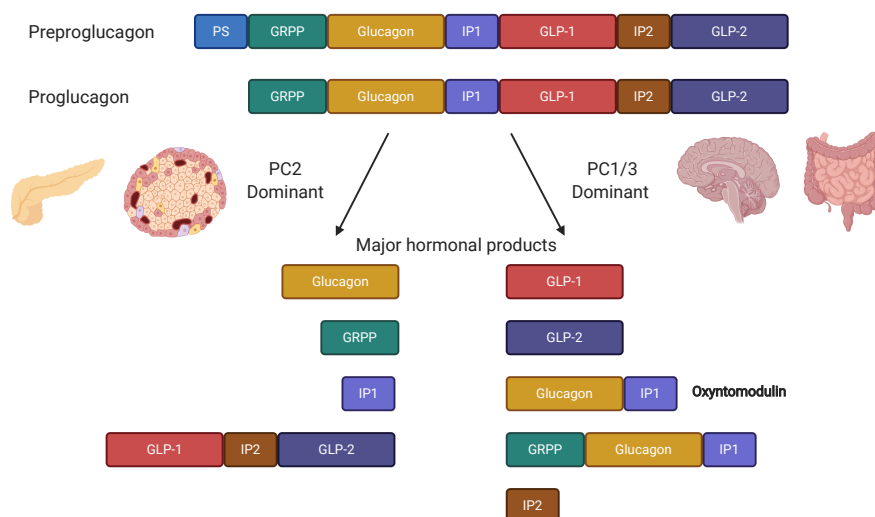 Preproglucagon PS GRPP Glucagon IP1 GLP-1 IP2 GLP-2
Proglucagon GRPP Glucagon IP1 GLP-1 IP2 GLP-2
PC2
Dominant
PC1/3
Dominant
Major hormonal products
Glucagon
GRPP
IP1
GLP-1 IP2 GLP-2
GLP-1
GLP-2
Glucagon IP1 Oxyntomodulin
GRPP Glucagon IP1
IP2